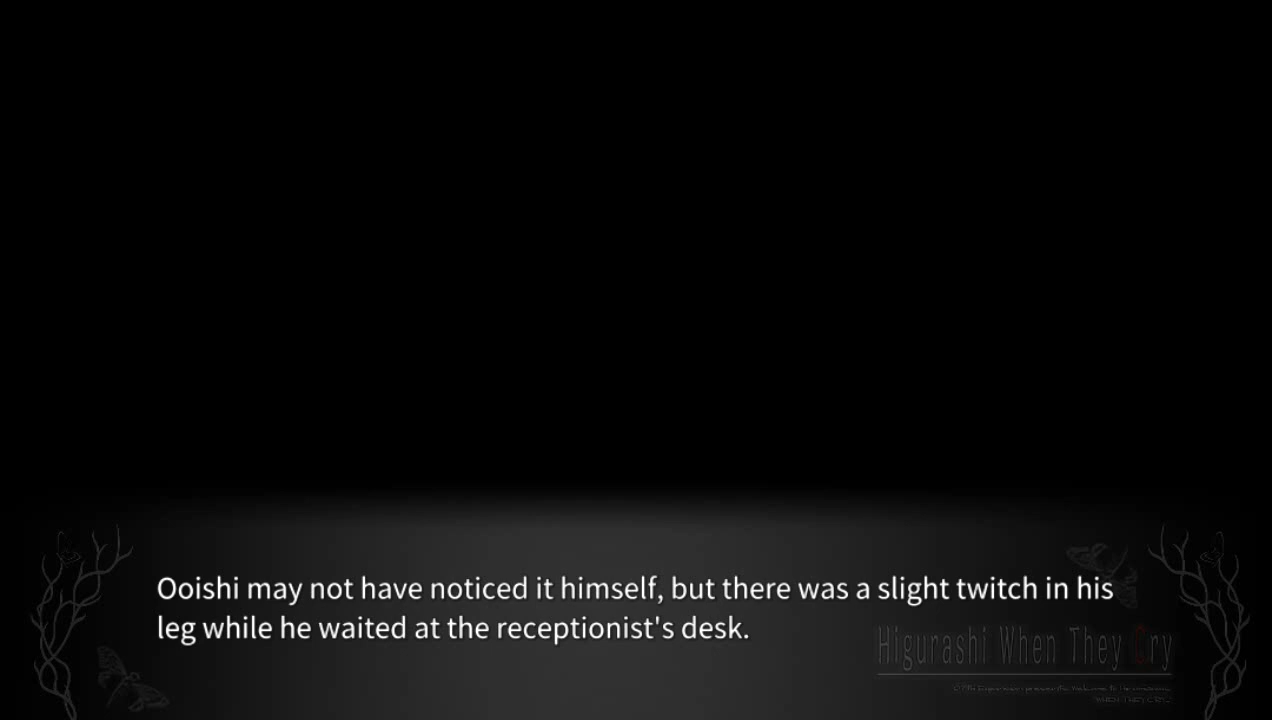 Ooishi may not have noticed it himself, but there was a slight twitch in his
leg while he waited at the receptionist's desk.
Higurashi When They Cry